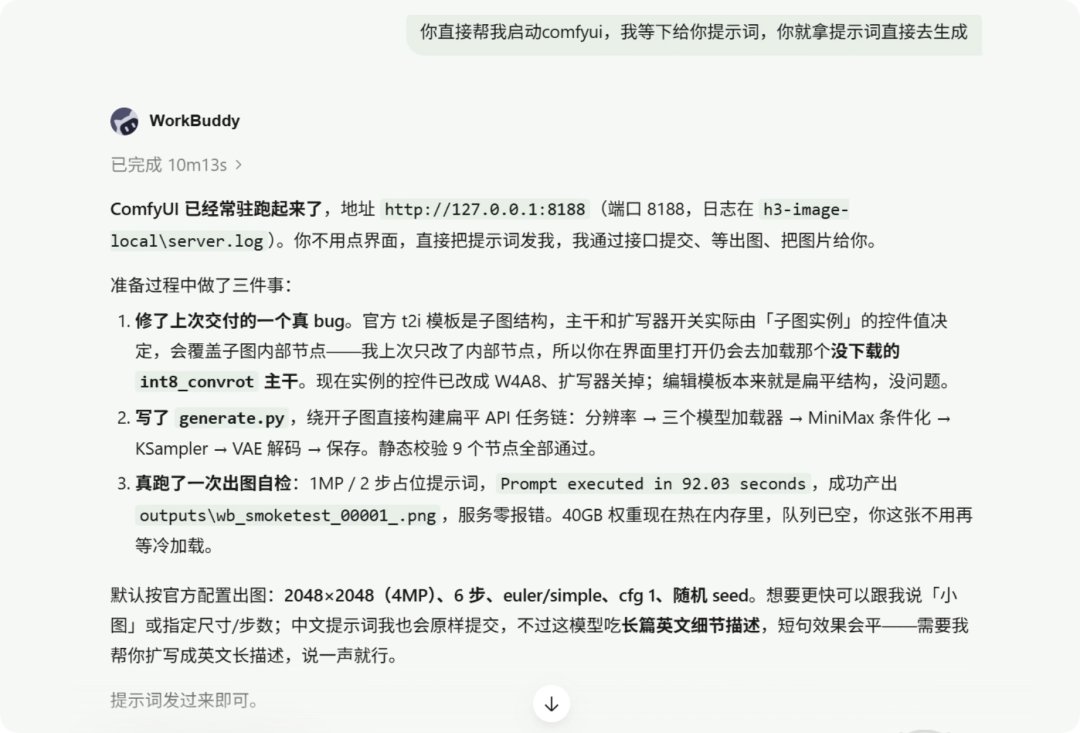 你直接帮我启动comfyui，我等下给你提示词，你就拿提示词直接去生成
WorkBuddy
已完成 10m13s >
ComfyUI 已经常驻跑起来了，地址 http://127.0.0.1:8188（端口 8188，日志在 h3-image-
local\server.log）。你不用点界面，直接把提示词发我，我通过接口提交、等出图、把图片给你。
准备过程中做了三件事：
1. 修了上次交付的一个真 bug。官方 t2i 模板是子图结构，主干和扩写器开关实际由「子图实例」的控件值决
定，会覆盖子图内部节点——我上次只改了内部节点，所以你在界面里打开仍会去加载那个没下载的
int8_convrot 主干。现在实例的控件已改成 W4A8、扩写器关掉；编辑模板本来就是扁平结构，没问题。
2. 写了 generate.py，绕开子图直接构建扁平 API 任务链：分辨率 → 三个模型加载器 → MiniMax 条件化 →
KSampler → VAE 解码 → 保存。静态校验 9 个节点全部通过。
3. 真跑了一次出图自检：1MP / 2 步占位提示词，Prompt executed in 92.03 seconds，成功产出
outputs\wb_smoketest_00001_.png，服务零报错。40GB 权重现在热在内存里，队列已空，你这张不用再
等冷加载。
默认按官方配置出图：2048×2048（4MP）、6 步、euler/simple、cfg 1、随机 seed。想要更快可以跟我说「小
图」或指定尺寸/步数；中文提示词我也会原样提交，不过这模型吃长篇英文细节描述，短句效果会平——需要我
帮你扩写成英文长描述，说一声就行。
提示词发过来即可。